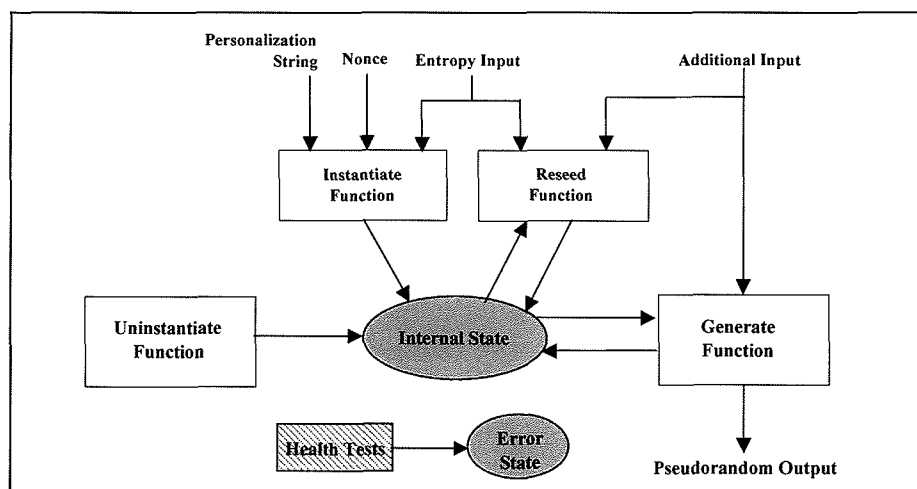 Personalization
String
Nonce
Entropy Input
Additional Input
Instantiate
Function
Reseed
Function
Uninstantiate
Function
Internal State
Generate
Function
Health Tests
Error
State
Pseudorandom Output